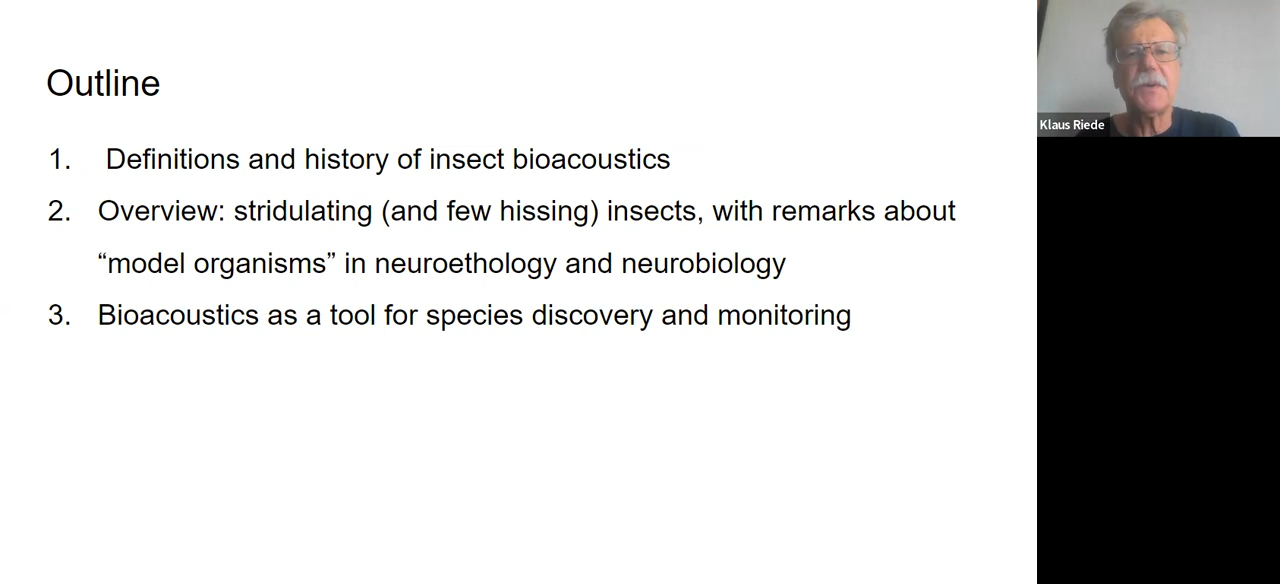 Outline
1. Definitions and history of insect bioacoustics
2. Overview: stridulating (and few hissing) insects, with remarks about
“model organisms” in neuroethology and neurobiology
3. Bioacoustics as a tool for species discovery and monitoring
Klaus Riede